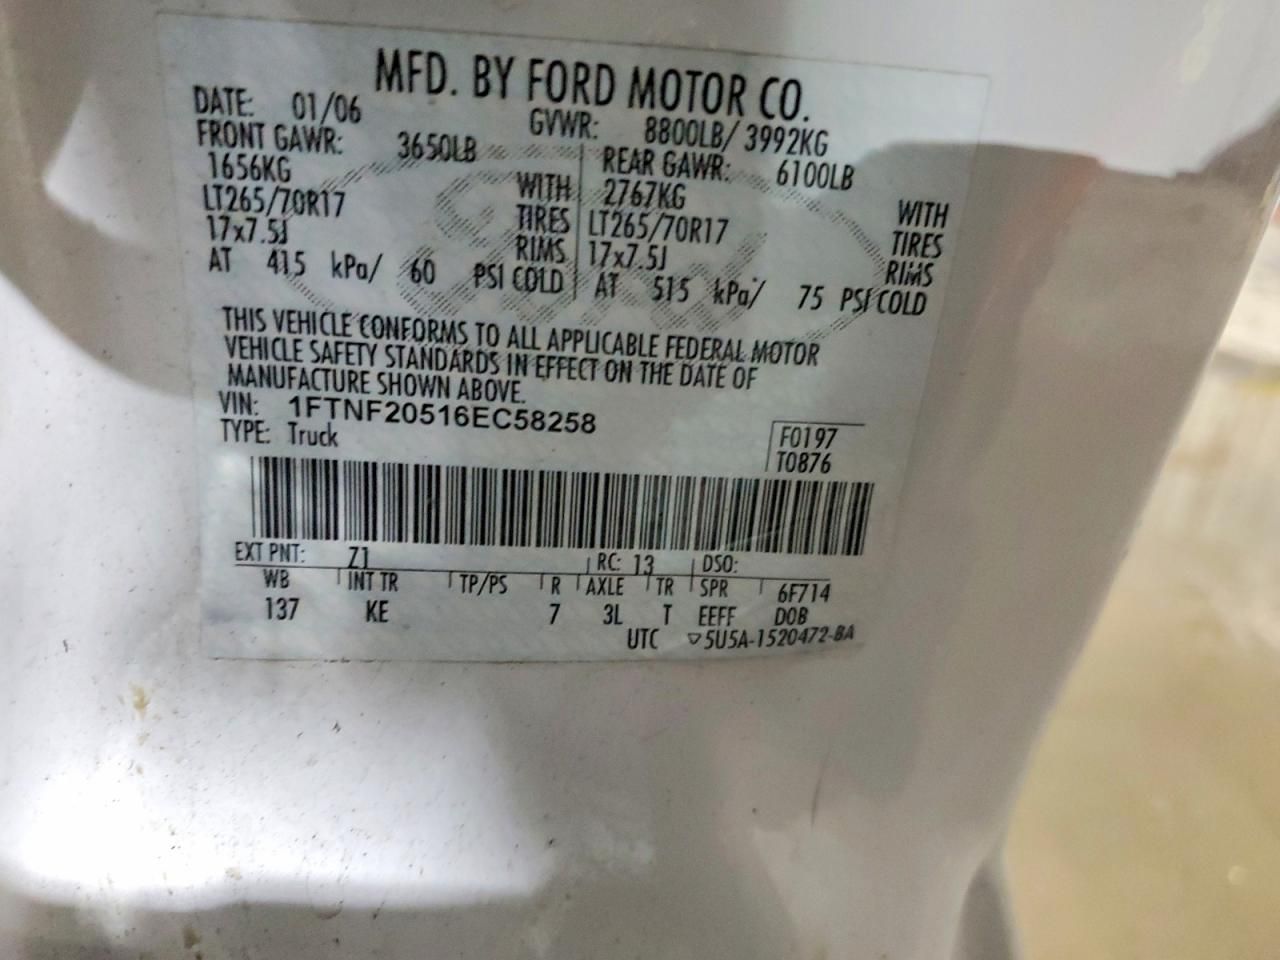 MFD. BY FORD MOTOR CO.
DATE: 01/06 GVWR: 8800LB/ 3992KG
FRONT GAWR: 3650LB REAR GAWR: 6100LB
1656KG WITH 2767KG WITH
LT265/70R17 TIRES LT265/70R17 TIRES
17x7.5J RIMS 17x7.5J RIMS
AT 415 kPa/ 60 PSI COLD AT 515 kPa/ 75 PSI COLD
THIS VEHICLE CONFORMS TO ALL APPLICABLE FEDERAL MOTOR
VEHICLE SAFETY STANDARDS IN EFFECT ON THE DATE OF
MANUFACTURE SHOWN ABOVE.
VIN: 1FTNF20516EC58258
TYPE: Truck
F0197
T0876
EXT PNT: Z1 RC: 13 DSO:
WB INT TR TP/PS R AXLE TR SPR 6F714
137 KE 7 3L T EEFF DOB
UTC ▽5U5A-1520472-BA